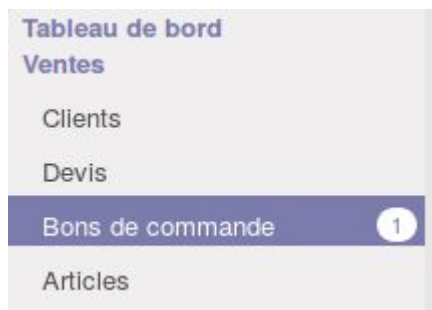 Tableau de bord
Ventes
Clients
Devis
Bons de commande 1
Articles